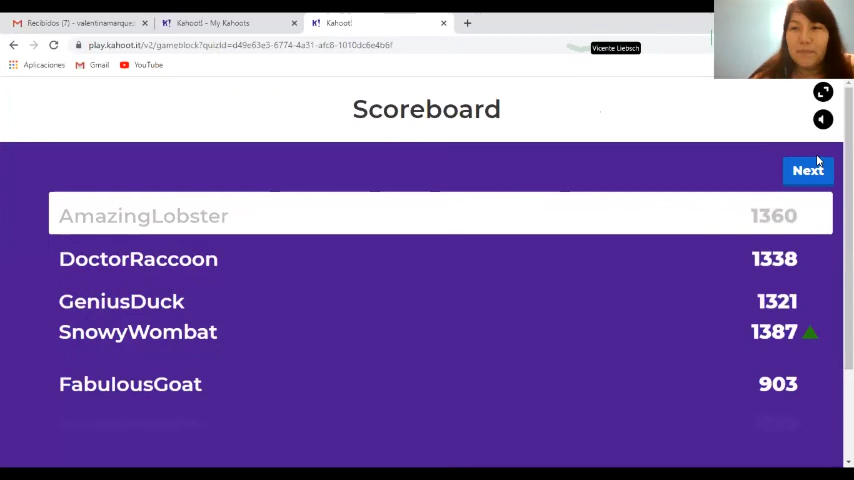 Recibidos (7) - valentinamarque
Kahoot! - My Kahoots
Kahoot!
play.kahoot.it/v2/gameblock?quizId=d49e63e3-6774-4a31-afc8-1010dc6e4b6f
Vicente Liebsch
Aplicaciones
Gmail
YouTube
Scoreboard
Next
AmazingLobster 1360
DoctorRaccoon 1338
GeniusDuck 1321
SnowyWombat 1387
FabulousGoat 903